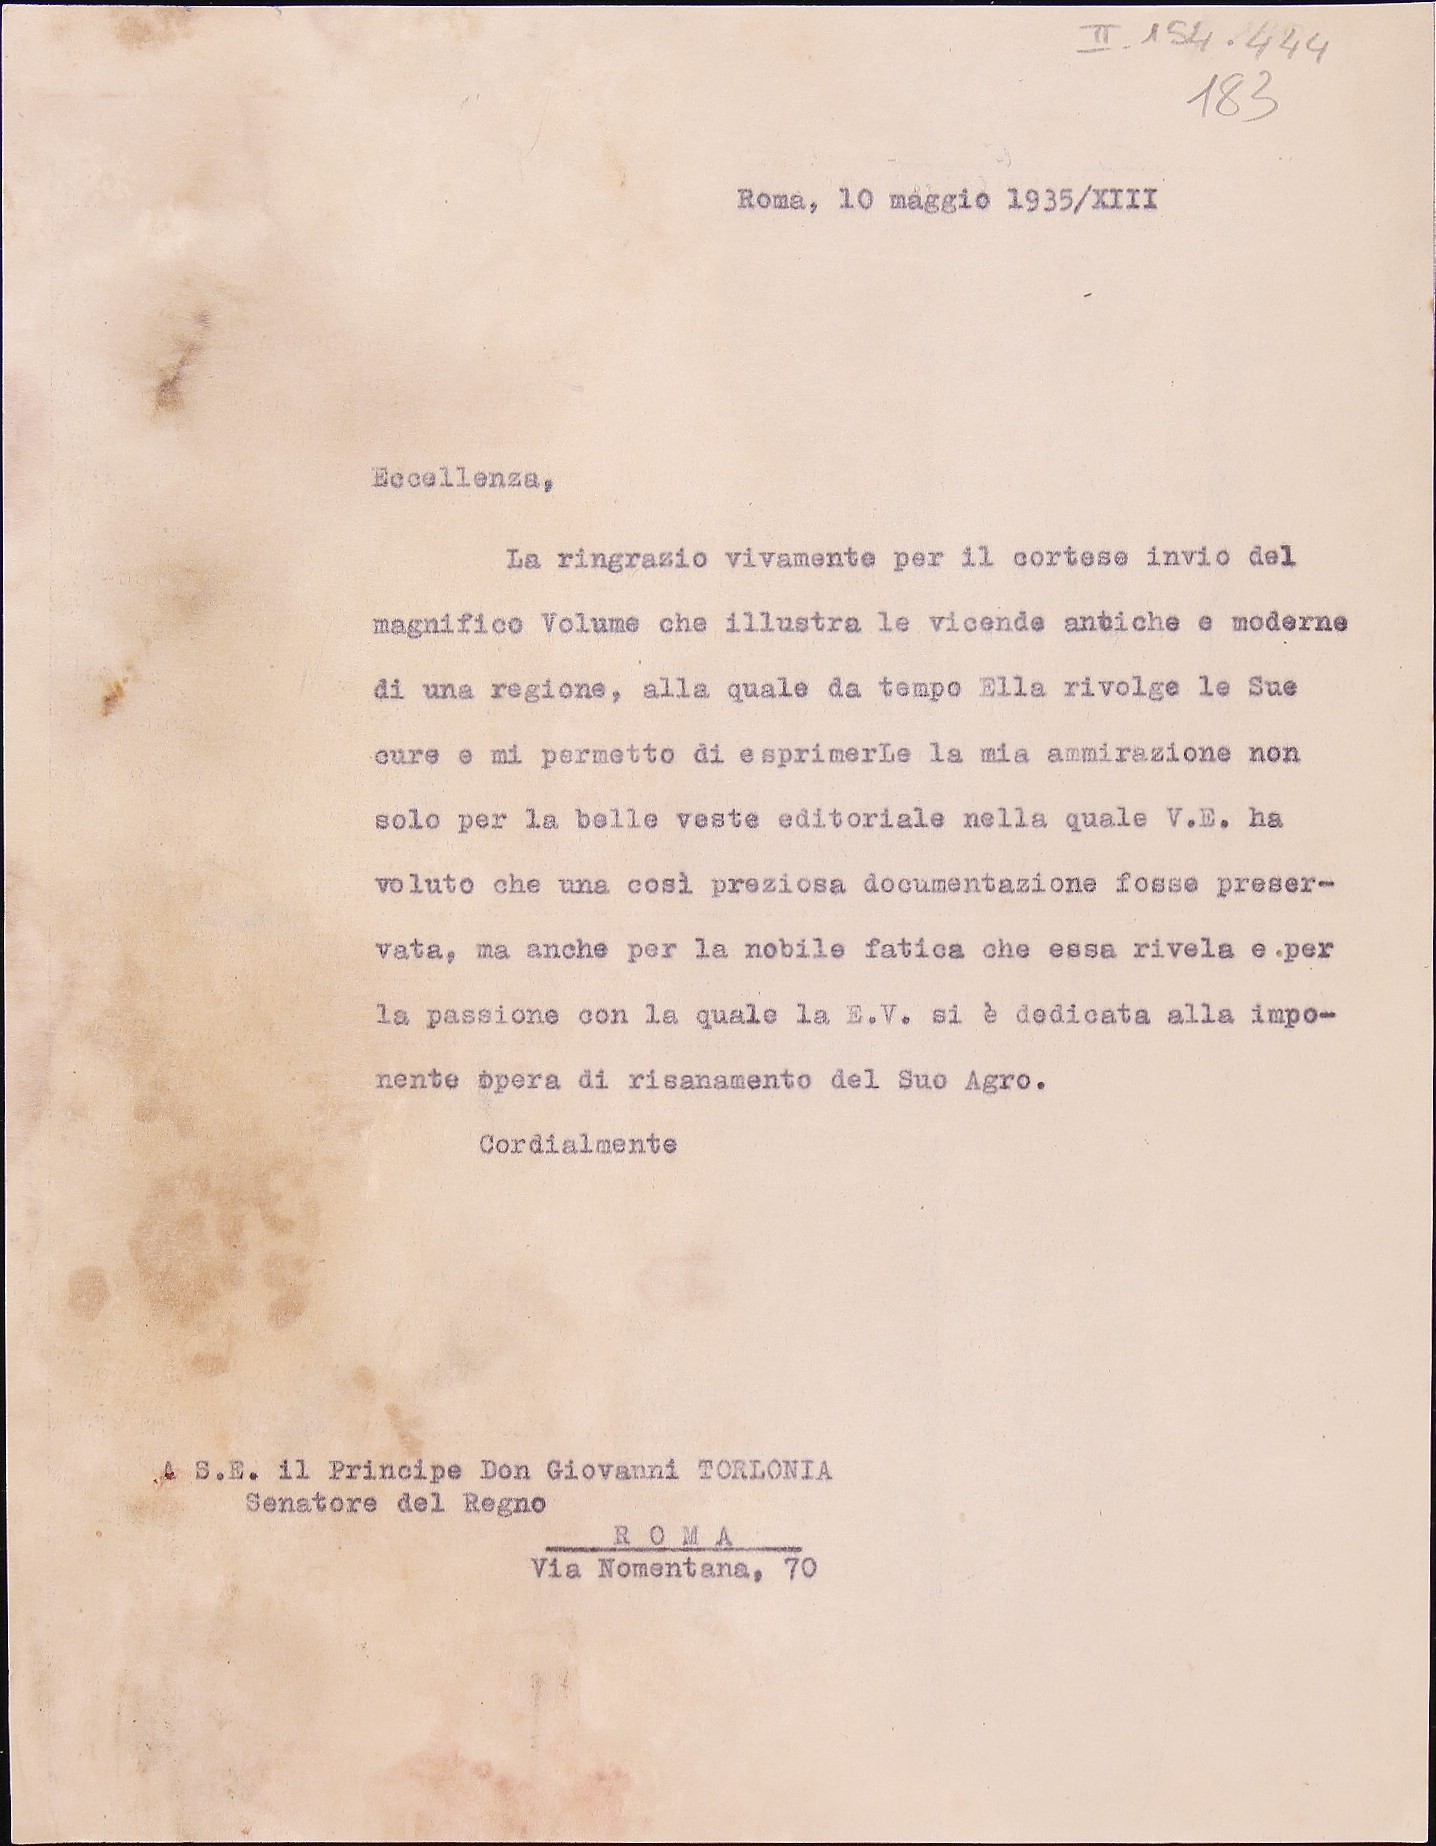 II.154.444
183
Roma, 10 maggio 1935/XIII
Eccellenza,
La ringrazio vivamente per il cortese invio del
magnifico Volume che illustra le vicende antiche e moderne
di una regione, alla quale da tempo Ella rivolge le Sue
cure e mi permetto di esprimerLe la mia ammirazione non
solo per la belle veste editoriale nella quale V.E. ha
voluto che una così preziosa documentazione fosse preser-
vata, ma anche per la nobile fatica che essa rivela e per
la passione con la quale la E.V. si è dedicata alla impo-
nente opera di risanamento del Suo Agro.
Cordialmente
A S.E. il Principe Don Giovanni TORLONIA
Senatore del Regno
R O M A
Via Nomentana, 70